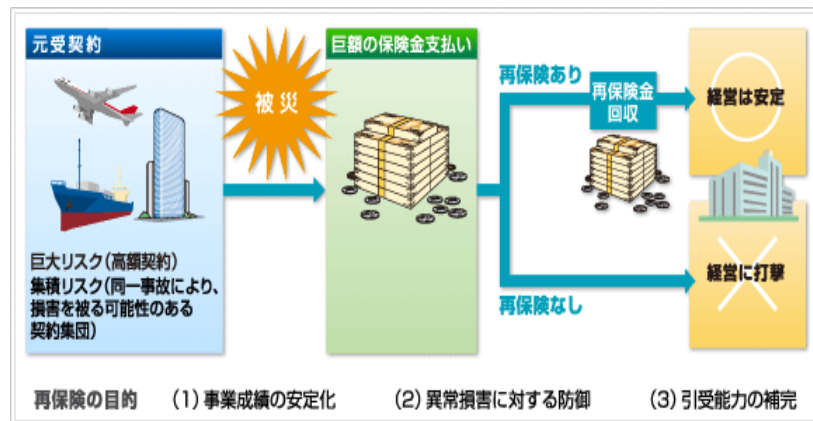 元受契約
被災
巨額の保険金支払い
再保険あり
再保険金
回収
経営は安定
巨大リスク(高額契約)
集積リスク(同一事故により、
損害を被る可能性のある
契約集団)
経営に打撃
再保険なし
再保険の目的 (1)事業成績の安定化 (2)異常損害に対する防御 (3)引受能力の補完